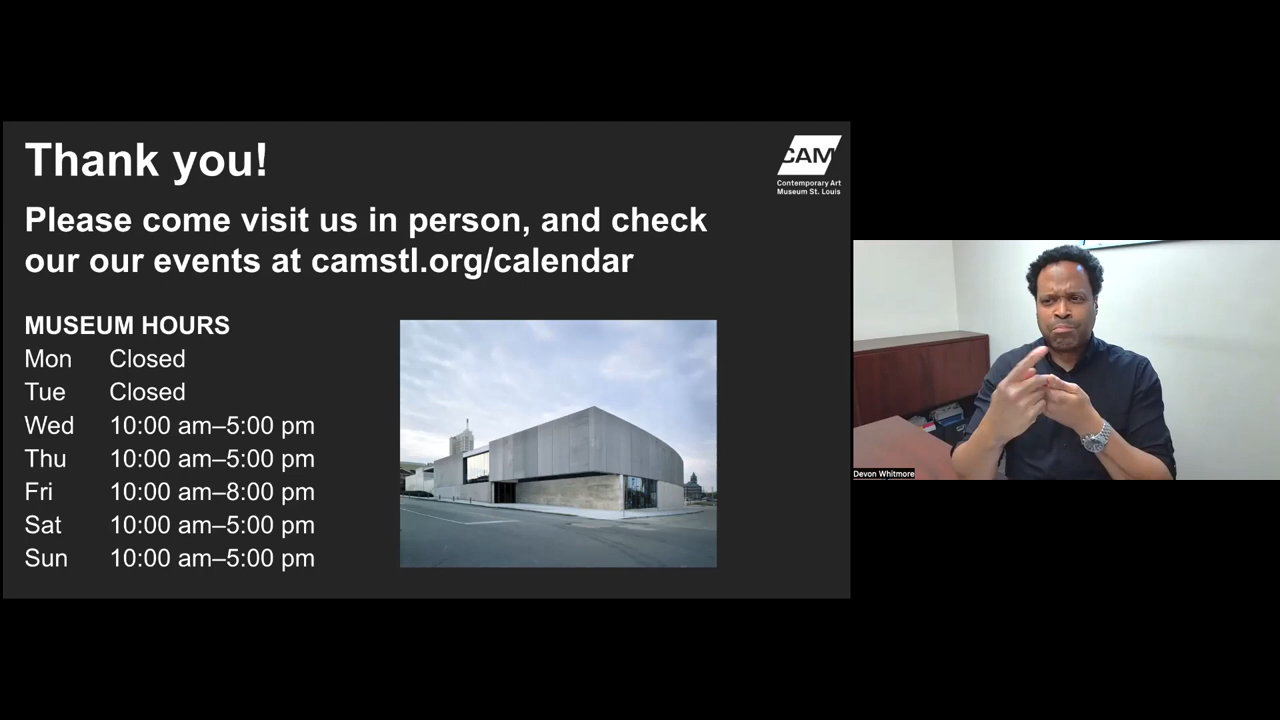 Thank you!
CAM
Contemporary Art
Museum St. Louis
Please come visit us in person, and check
our our events at camstl.org/calendar
MUSEUM HOURS
Mon Closed
Tue Closed
Wed 10:00 am–5:00 pm
Thu 10:00 am–5:00 pm
Fri 10:00 am–8:00 pm
Sat 10:00 am–5:00 pm
Sun 10:00 am–5:00 pm
Devon Whitmore